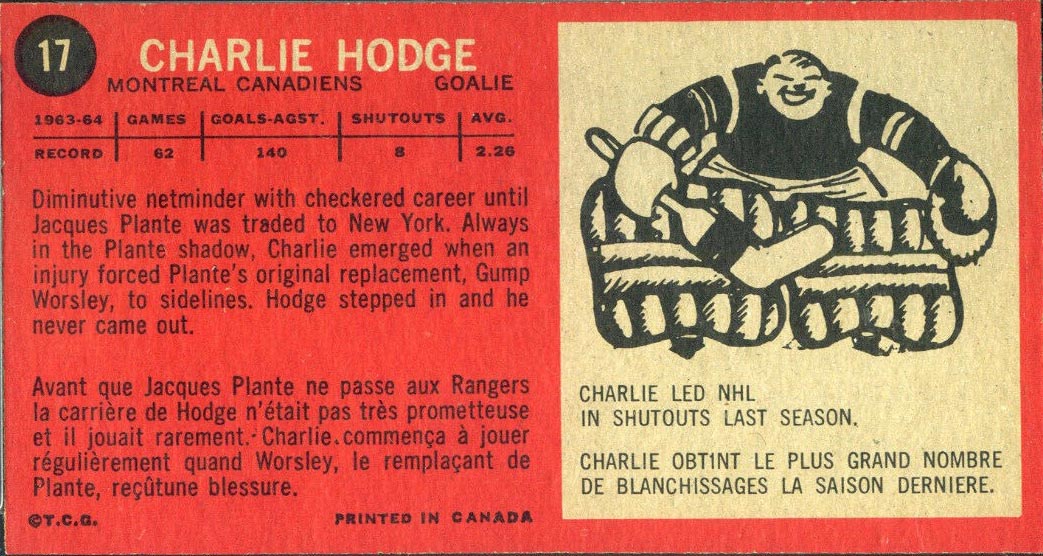 17
CHARLIE HODGE
MONTREAL CANADIENS GOALIE
1963-64 GAMES GOALS-AGST. SHUTOUTS AVG.
RECORD 62 140 8 2.26
Diminutive netminder with checkered career until
Jacques Plante was traded to New York. Always
in the Plante shadow, Charlie emerged when an
injury forced Plante's original replacement, Gump
Worsley, to sidelines. Hodge stepped in and he
never came out.
Avant que Jacques Plante ne passe aux Rangers
la carrière de Hodge n'était pas très prometteuse
et il jouait rarement. Charlie.commença à jouer
régulièrement quand Worsley, le remplaçant de
Plante, reçûtune blessure.
©T.C.G. PRINTED IN CANADA
CHARLIE LED NHL
IN SHUTOUTS LAST SEASON.
CHARLIE OBT1NT LE PLUS GRAND NOMBRE
DE BLANCHISSAGES LA SAISON DERNIERE.